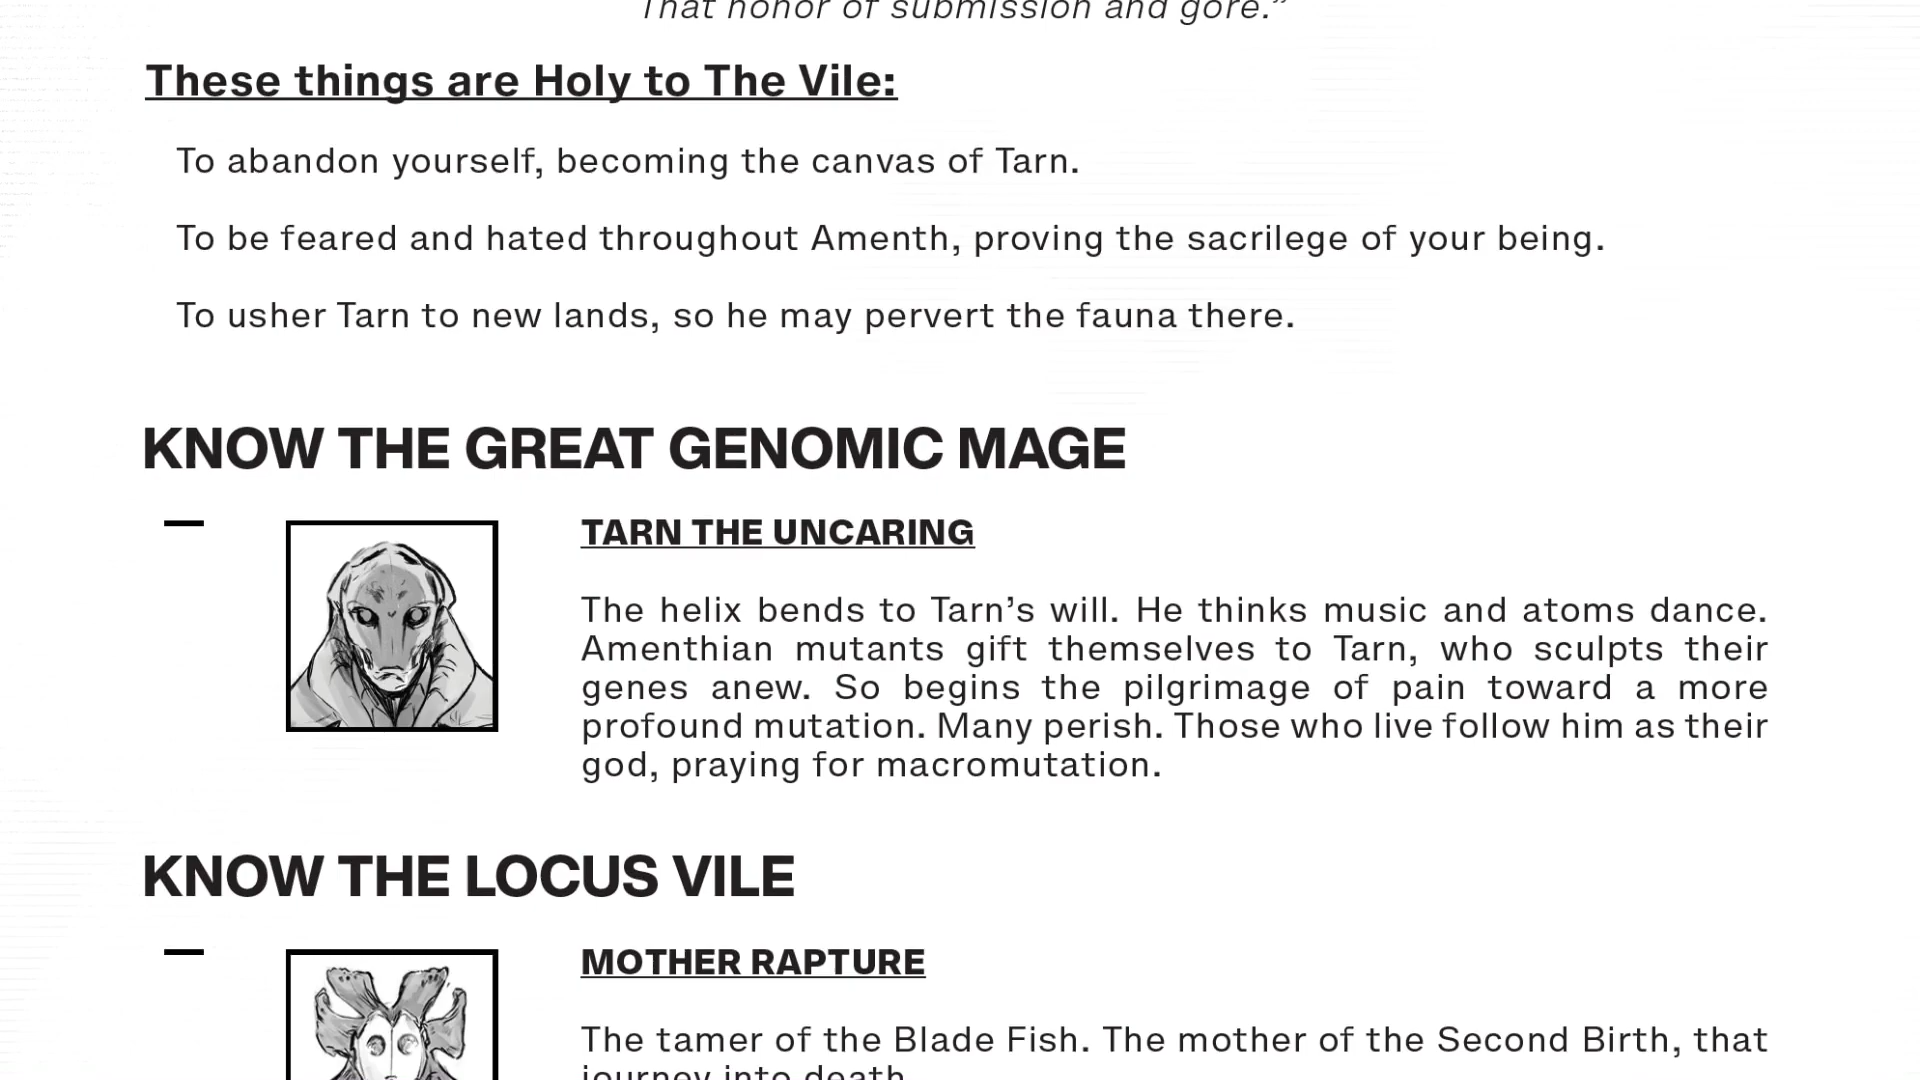 That honor of submission and gore.”
These things are Holy to The Vile:
To abandon yourself, becoming the canvas of Tarn.
To be feared and hated throughout Amenth, proving the sacrilege of your being.
To usher Tarn to new lands, so he may pervert the fauna there.
KNOW THE GREAT GENOMIC MAGE
TARN THE UNCARING
The helix bends to Tarn’s will. He thinks music and atoms dance.
Amenthian mutants gift themselves to Tarn, who sculpts their
genes anew. So begins the pilgrimage of pain toward a more
profound mutation. Many perish. Those who live follow him as their
god, praying for macromutation.
KNOW THE LOCUS VILE
MOTHER RAPTURE
The tamer of the Blade Fish. The mother of the Second Birth, that
journey into death.